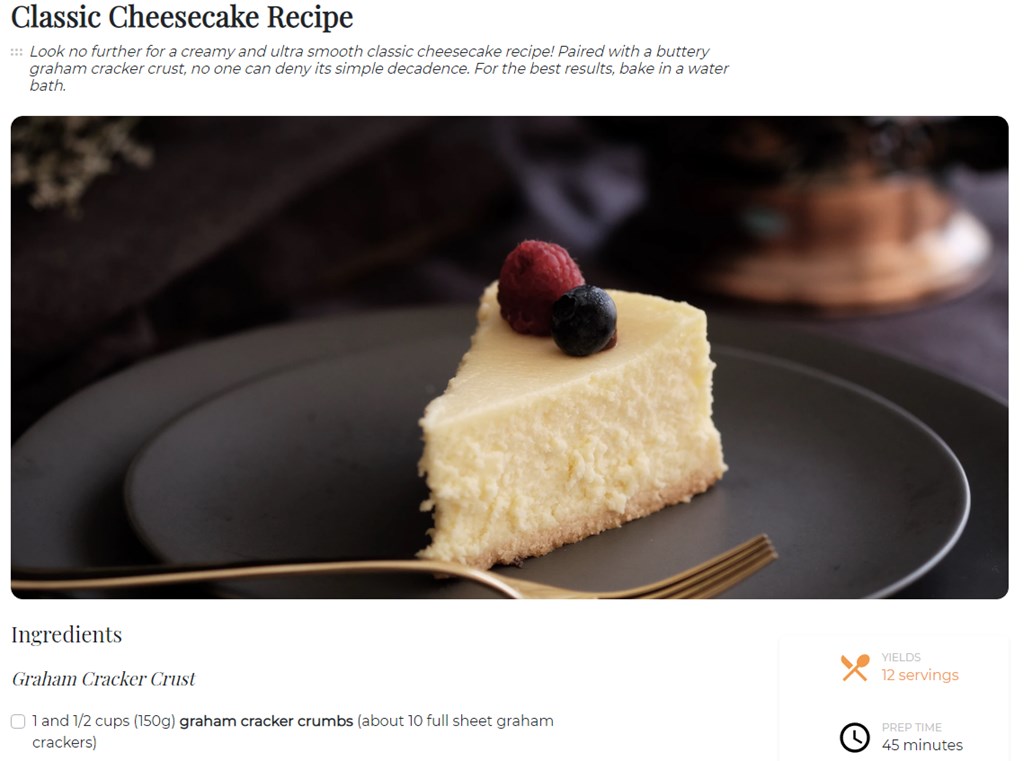 Classic Cheesecake Recipe
Look no further for a creamy and ultra smooth classic cheesecake recipe! Paired with a buttery
graham cracker crust, no one can deny its simple decadence. For the best results, bake in a water
bath.
Ingredients
Graham Cracker Crust
1 and 1/2 cups (150g) graham cracker crumbs (about 10 full sheet graham
crackers)
YIELDS
12 servings
PREP TIME
45 minutes